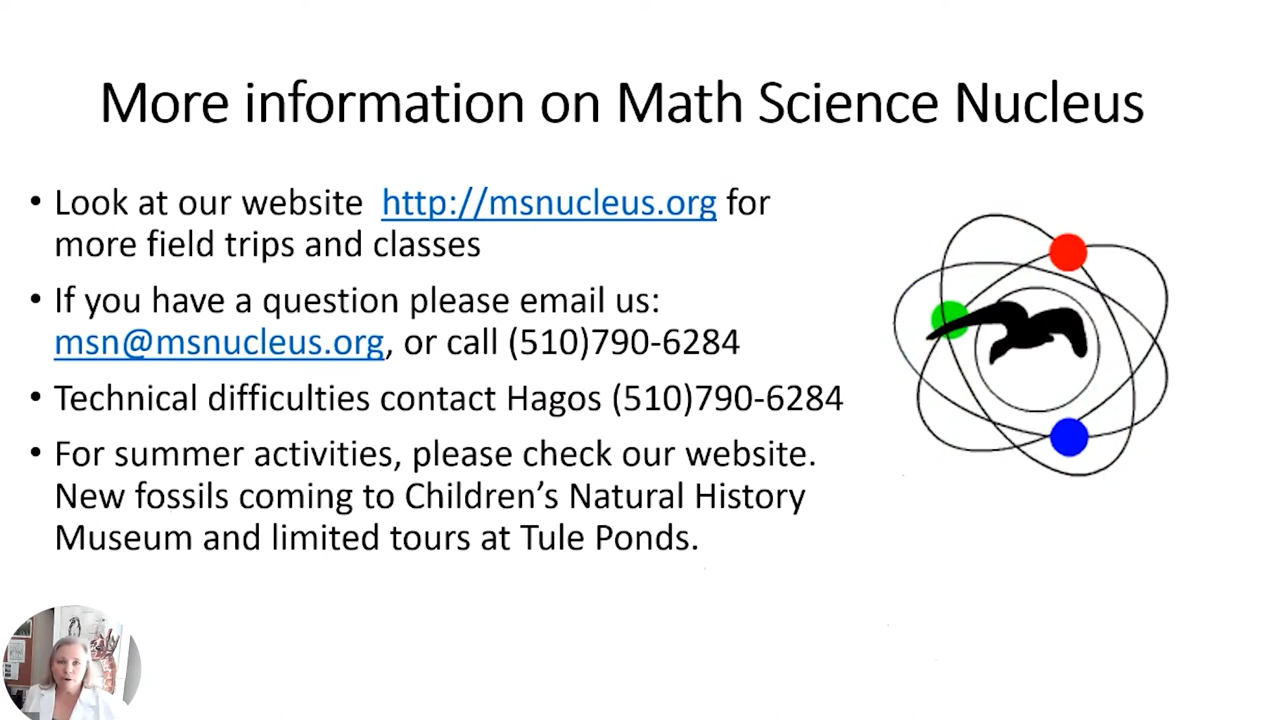 More information on Math Science Nucleus
• Look at our website http://msnucleus.org for
more field trips and classes
• If you have a question please email us:
msn@msnucleus.org, or call (510)790-6284
• Technical difficulties contact Hagos (510)790-6284
• For summer activities, please check our website.
New fossils coming to Children’s Natural History
Museum and limited tours at Tule Ponds.